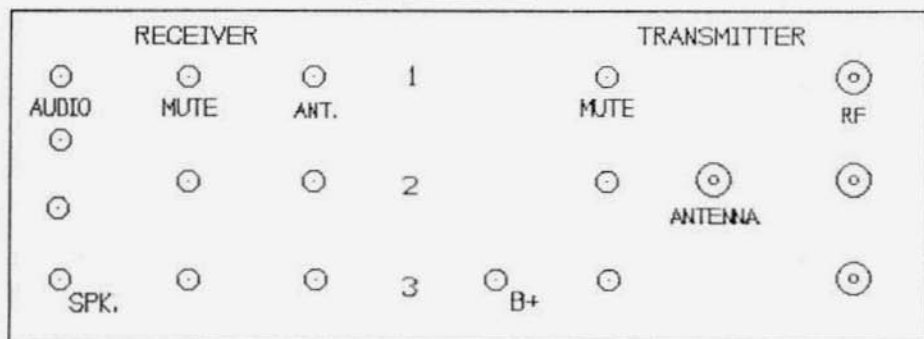 RECEIVER TRANSMITTER
1
AUDIO MUTE ANT. MUTE RF
2
ANTENNA
3
SPK. B+